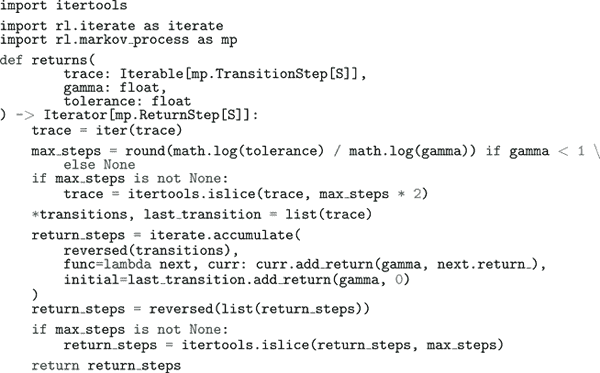 import itertools
import rl.iterate as iterate
import rl.markov_process as mp
def returns(
        trace: Iterable[mp.TransitionStep[S]],
        gamma: float,
        tolerance: float
) -> Iterator[mp.ReturnStep[S]]:
    trace = iter(trace)
    max_steps = round(math.log(tolerance) / math.log(gamma)) if gamma < 1 \
        else None
    if max_steps is not None:
        trace = itertools.islice(trace, max_steps * 2)
    *transitions, last_transition = list(trace)
    return_steps = iterate.accumulate(
        reversed(transitions),
        func=lambda next, curr: curr.add_return(gamma, next.return_),
        initial=last_transition.add_return(gamma, 0)
    )
    return_steps = reversed(list(return_steps))
    if max_steps is not None:
        return_steps = itertools.islice(return_steps, max_steps)
    return return_steps